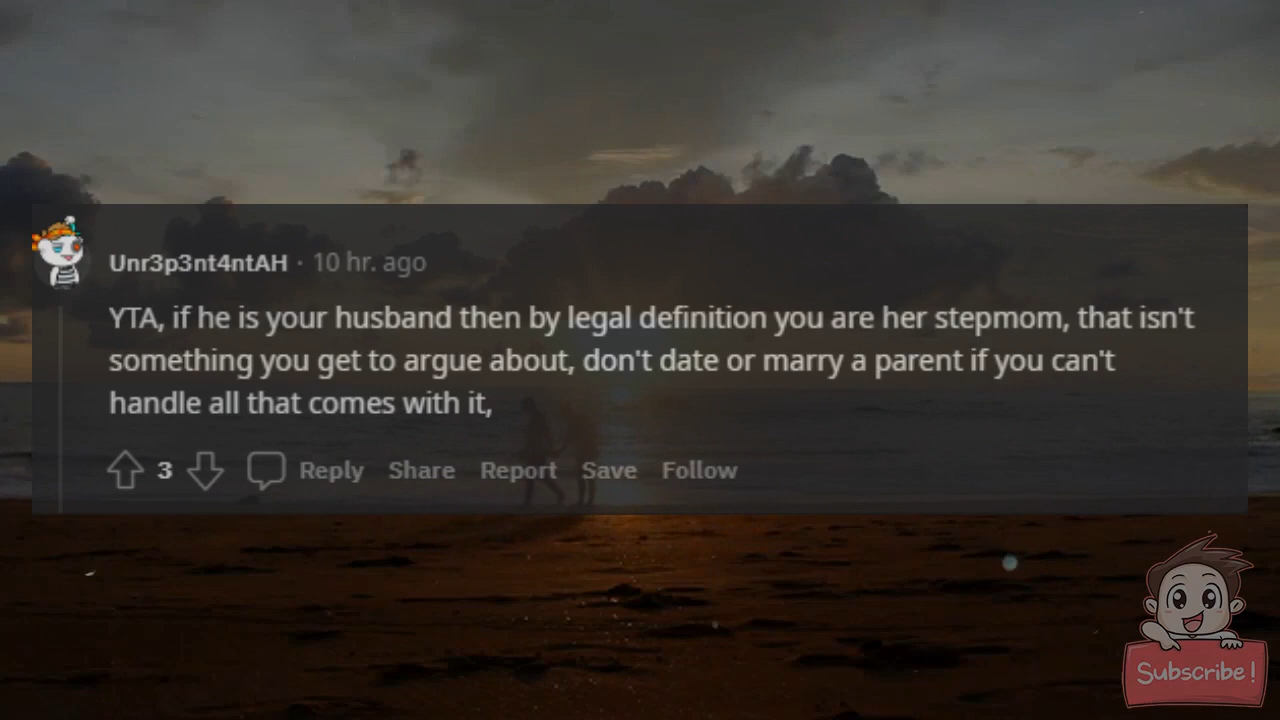 Unr3p3nt4ntAH · 10 hr. ago
YTA, if he is your husband then by legal definition you are her stepmom, that isn't
something you get to argue about, don't date or marry a parent if you can't
handle all that comes with it,
3 Reply Share Report Save Follow
Subscribe!